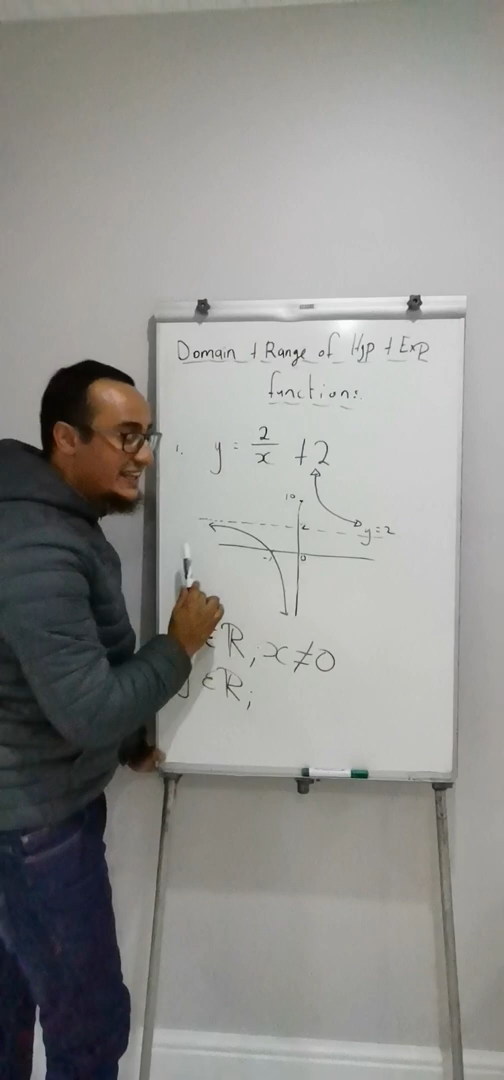 Domain + Range of Hyp + Exp
functions.
1. y = 2/x + 2
10
2
y=2
-1 0
∈ℝ, x≠0
∈ℝ;